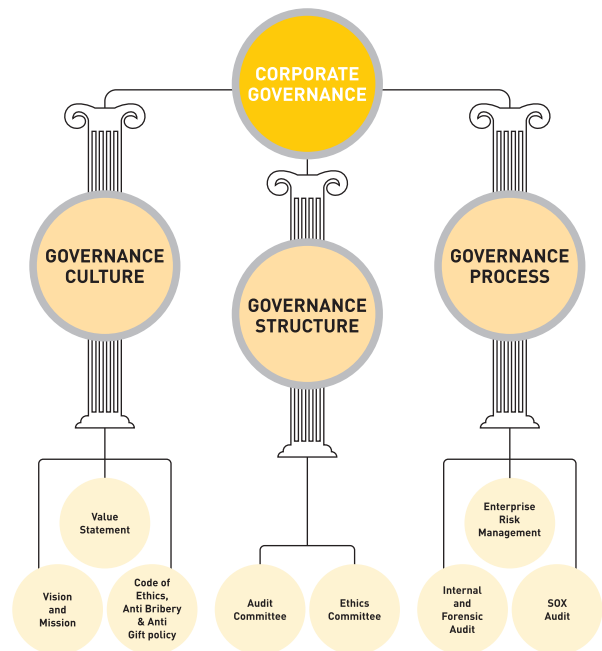 CORPORATE
GOVERNANCE
GOVERNANCE
CULTURE
GOVERNANCE
STRUCTURE
GOVERNANCE
PROCESS
Value
Statement
Vision
and
Mission
Code of
Ethics,
Anti Bribery
& Anti
Gift policy
Audit
Committee
Ethics
Committee
Enterprise
Risk
Management
Internal
and
Forensic
Audit
SOX
Audit